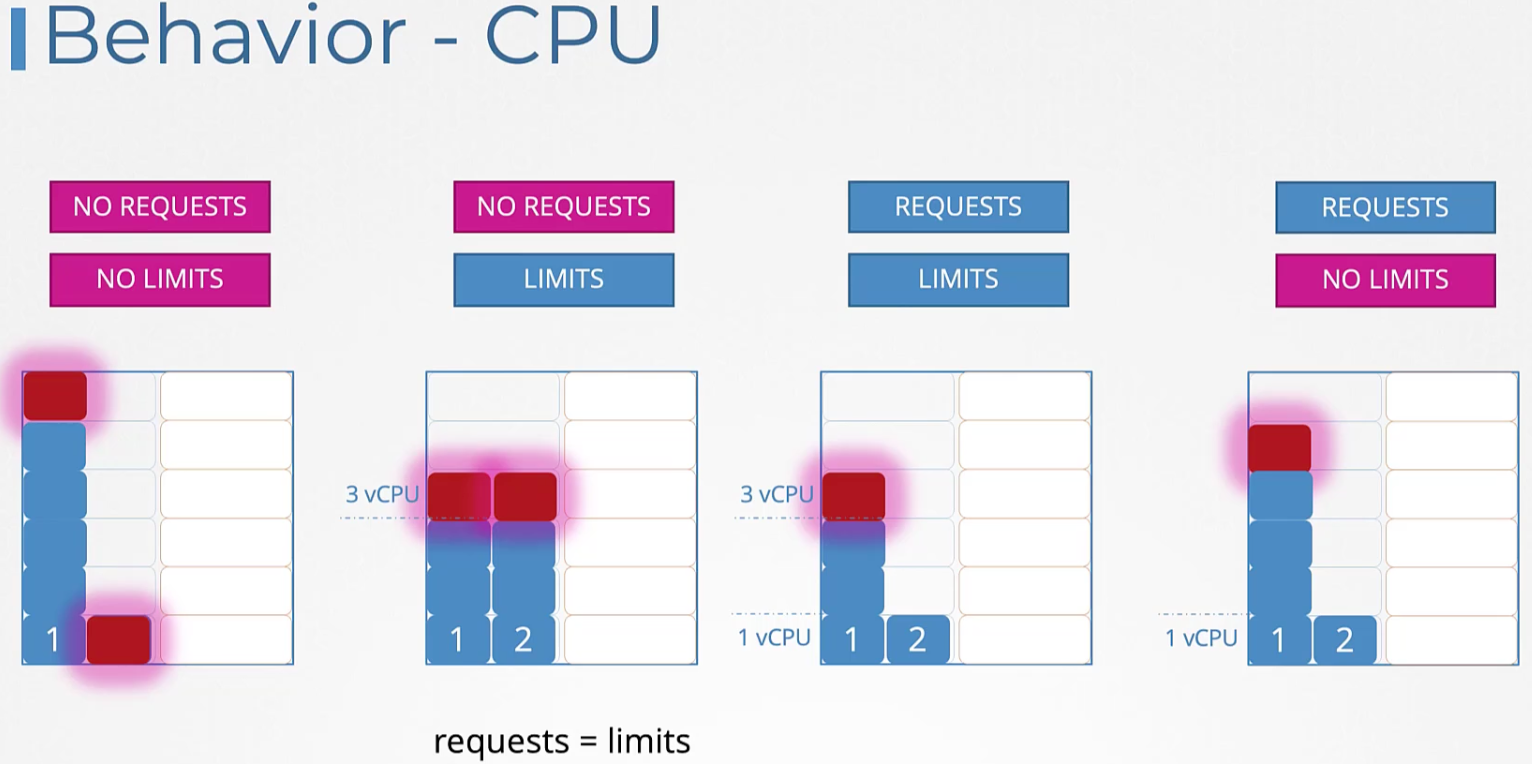 Behavior - CPU
NO REQUESTS
NO LIMITS
1
NO REQUESTS
LIMITS
3 vCPU
1 2
requests = limits
REQUESTS
LIMITS
3 vCPU
1 vCPU 1 2
REQUESTS
NO LIMITS
1 vCPU 1 2